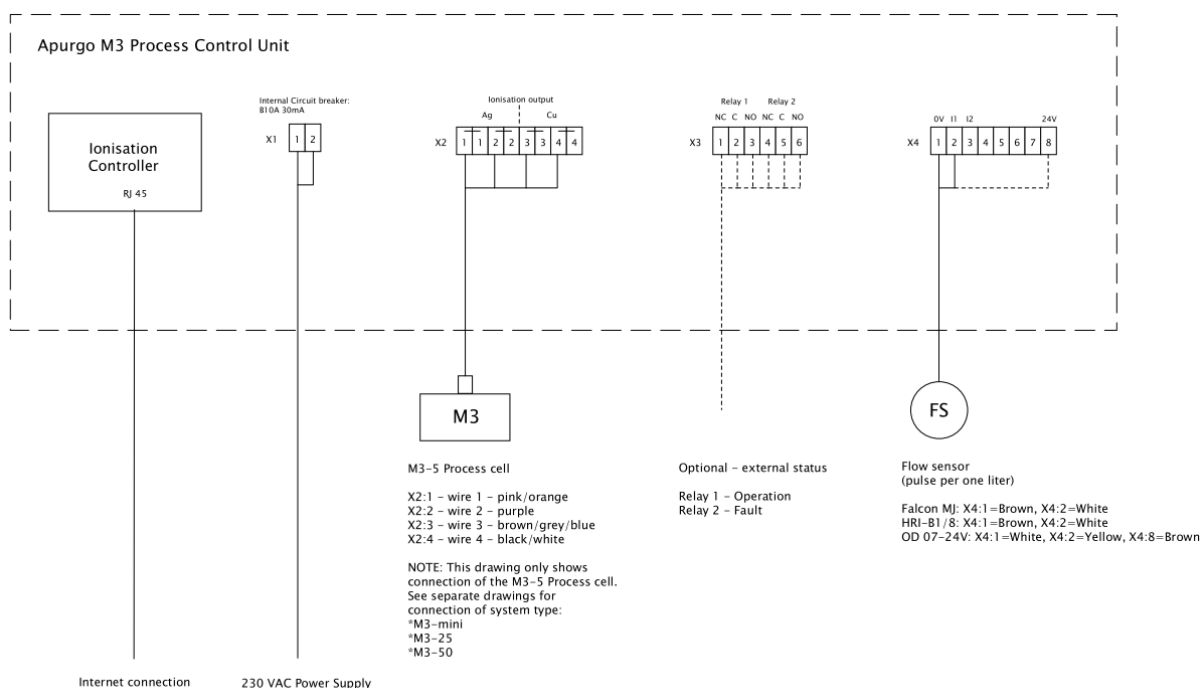 Apurgo M3 Process Control Unit
Ionisation
Controller
RJ 45
Internal Circuit breaker:
B10A 30mA
X1 1 2
Ionisation output
Ag Cu
X2 1 1 2 2 3 3 4 4
Relay 1 Relay 2
NC C NO NC C NO
X3 1 2 3 4 5 6
0V I1 I2 24V
X4 1 2 3 4 5 6 7 8
M3
FS
M3-5 Process cell
X2:1 - wire 1 - pink/orange
X2:2 - wire 2 - purple
X2:3 - wire 3 - brown/grey/blue
X2:4 - wire 4 - black/white
NOTE: This drawing only shows
connection of the M3-5 Process cell.
See separate drawings for
connection of system type:
*M3-mini
*M3-25
*M3-50
Optional - external status
Relay 1 - Operation
Relay 2 - Fault
Flow sensor
(pulse per one liter)
Falcon MJ: X4:1=Brown, X4:2=White
HRI-B1/8: X4:1=Brown, X4:2=White
OD 07-24V: X4:1=White, X4:2=Yellow, X4:8=Brown
Internet connection
230 VAC Power Supply